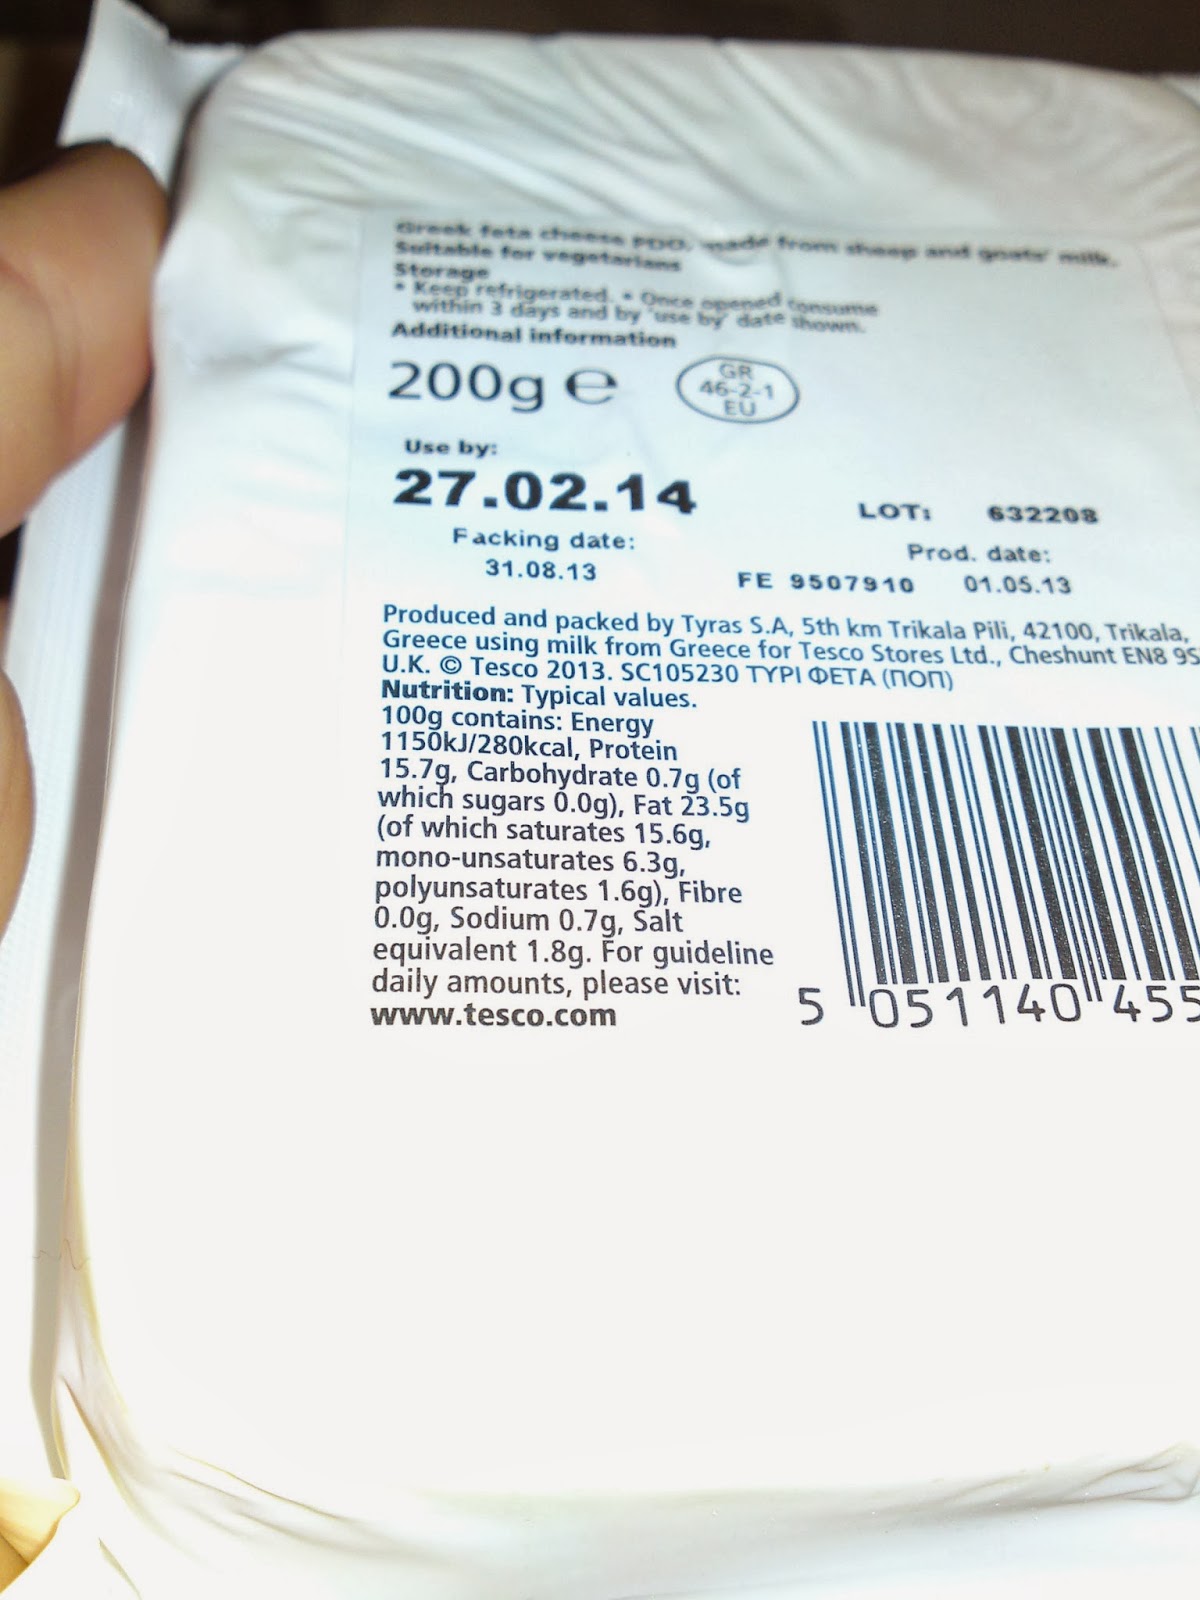 Greek feta cheese PDO, made from sheep and goats' milk.
Suitable for vegetarians
Storage
• Keep refrigerated. • Once opened consume
within 3 days and by 'use by' date shown.
Additional information
200g e
GR
46-2-1
EU
Use by:
27.02.14
LOT: 632208
Facking date:
31.08.13
Prod. date:
FE 9507910 01.05.13
Produced and packed by Tyras S.A, 5th km Trikala Pili, 42100, Trikala,
Greece using milk from Greece for Tesco Stores Ltd., Cheshunt EN8 9S
U.K. © Tesco 2013. SC105230 ΤΥΡΙ ΦΕΤΑ (ΠΟΠ)
Nutrition: Typical values.
100g contains: Energy
1150kJ/280kcal, Protein
15.7g, Carbohydrate 0.7g (of
which sugars 0.0g), Fat 23.5g
(of which saturates 15.6g,
mono-unsaturates 6.3g,
polyunsaturates 1.6g), Fibre
0.0g, Sodium 0.7g, Salt
equivalent 1.8g. For guideline
daily amounts, please visit:
www.tesco.com
5 051140 455